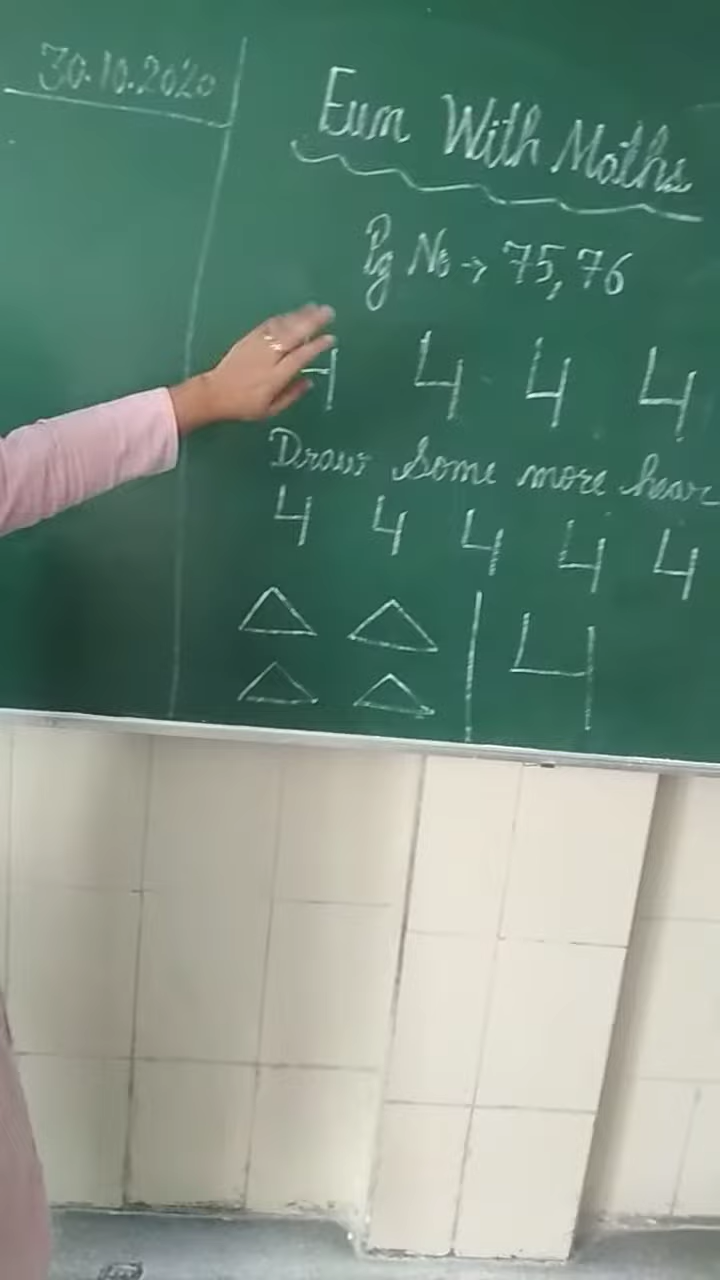 30.10.2020
Fun With Maths
Pg No → 75, 76
4 4 4 4
Draw some more hear
4 4 4 4 4
4